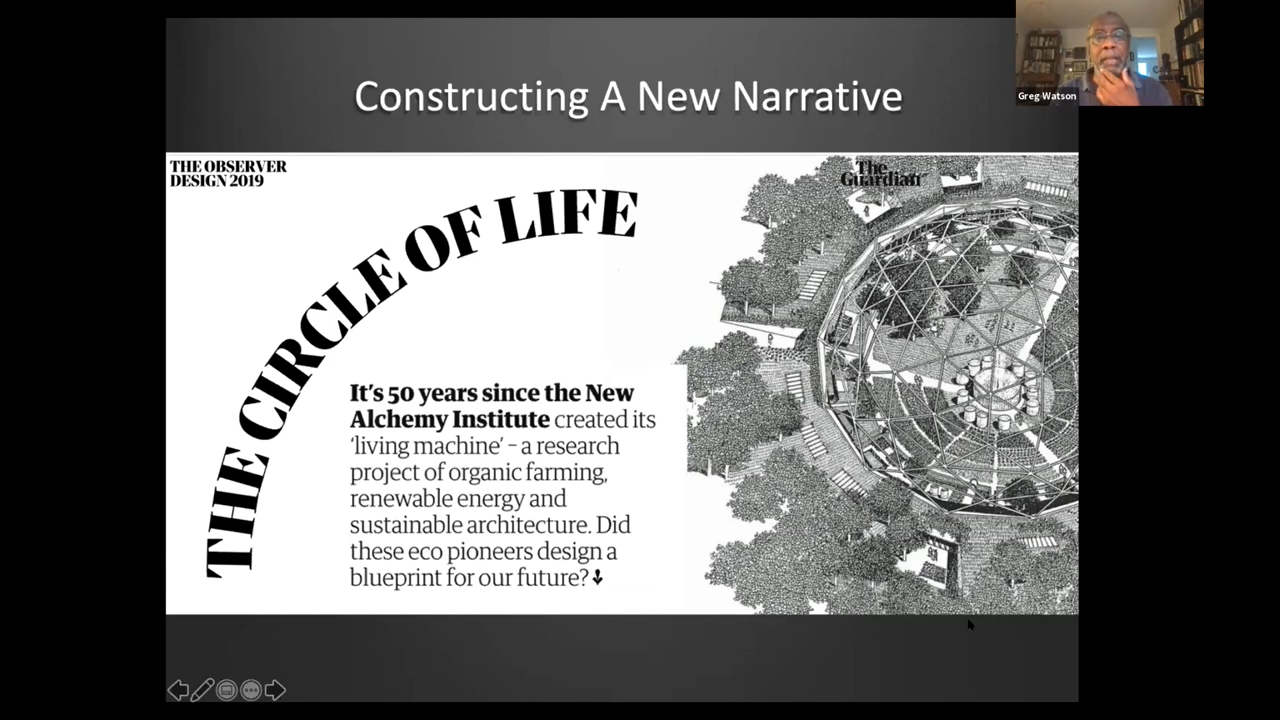 Constructing A New Narrative
Greg Watson
THE OBSERVER
DESIGN 2019
The
Guardian
THE CIRCLE OF LIFE
It's 50 years since the New
Alchemy Institute created its
'living machine' – a research
project of organic farming,
renewable energy and
sustainable architecture. Did
these eco pioneers design a
blueprint for our future?